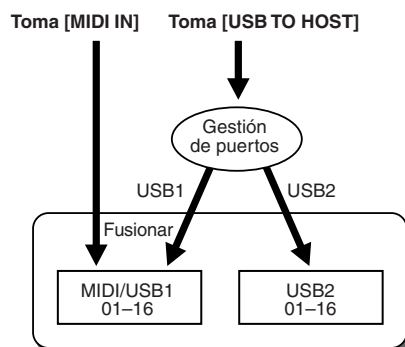 Toma [MIDI IN]
Toma [USB TO HOST]
Gestión
de puertos
USB1
USB2
Fusionar
MIDI/USB1
01–16
USB2
01–16